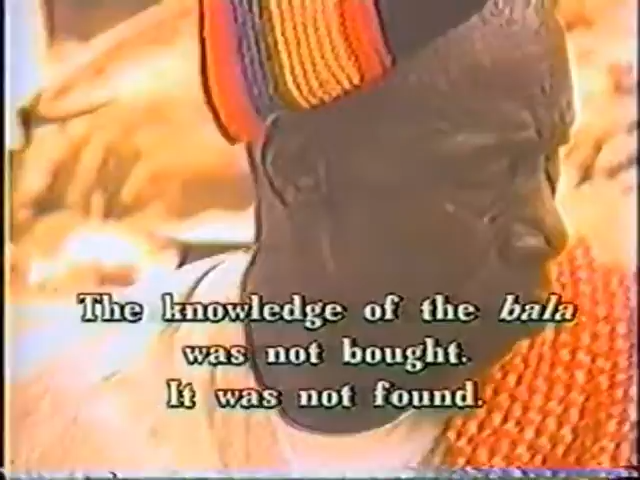 The knowledge of the bala
was not bought.
It was not found.